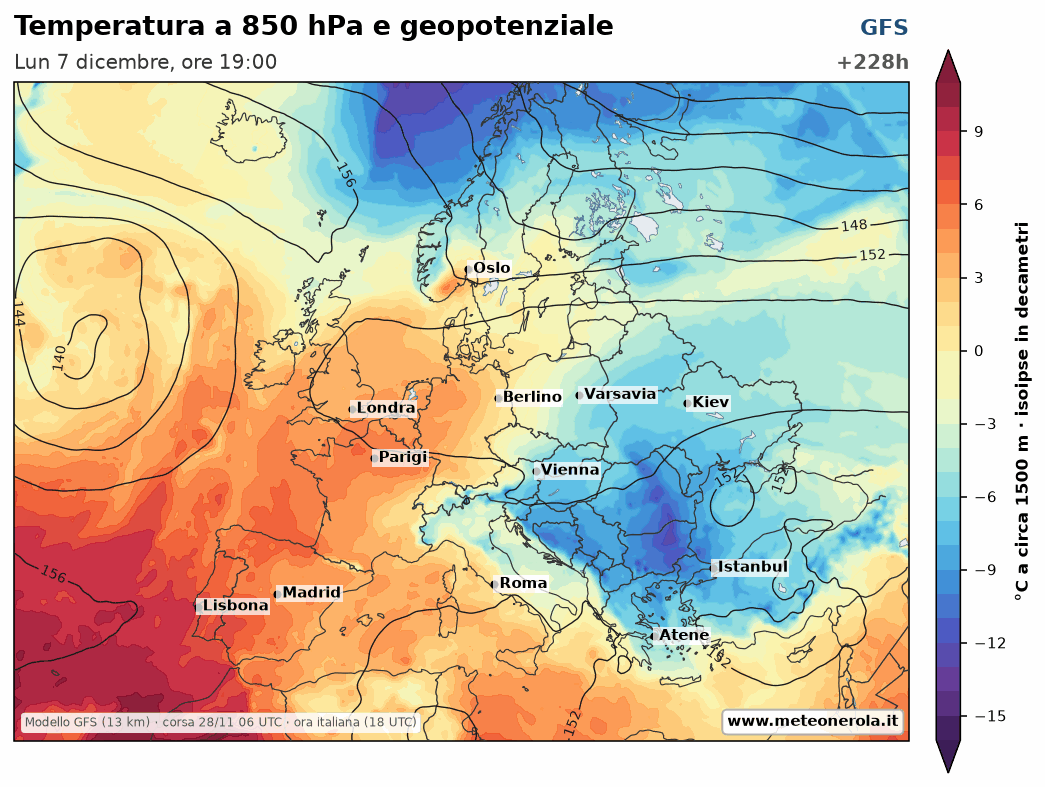 Temperatura a 850 hPa e geopotenziale
GFS
Lun 7 dicembre, ore 19:00
+228h
156
148
152
144
140
Oslo
Londra
Berlino
Varsavia
Kiev
Parigi
Vienna
152
152
156
Lisbona
Madrid
Roma
Istanbul
Atene
152
152
Modello GFS (13 km) · corsa 28/11 06 UTC · ora italiana (18 UTC)
www.meteonerola.it
9
6
3
0
−3
−6
−9
−12
−15
°C a circa 1500 m · isoipse in decametri